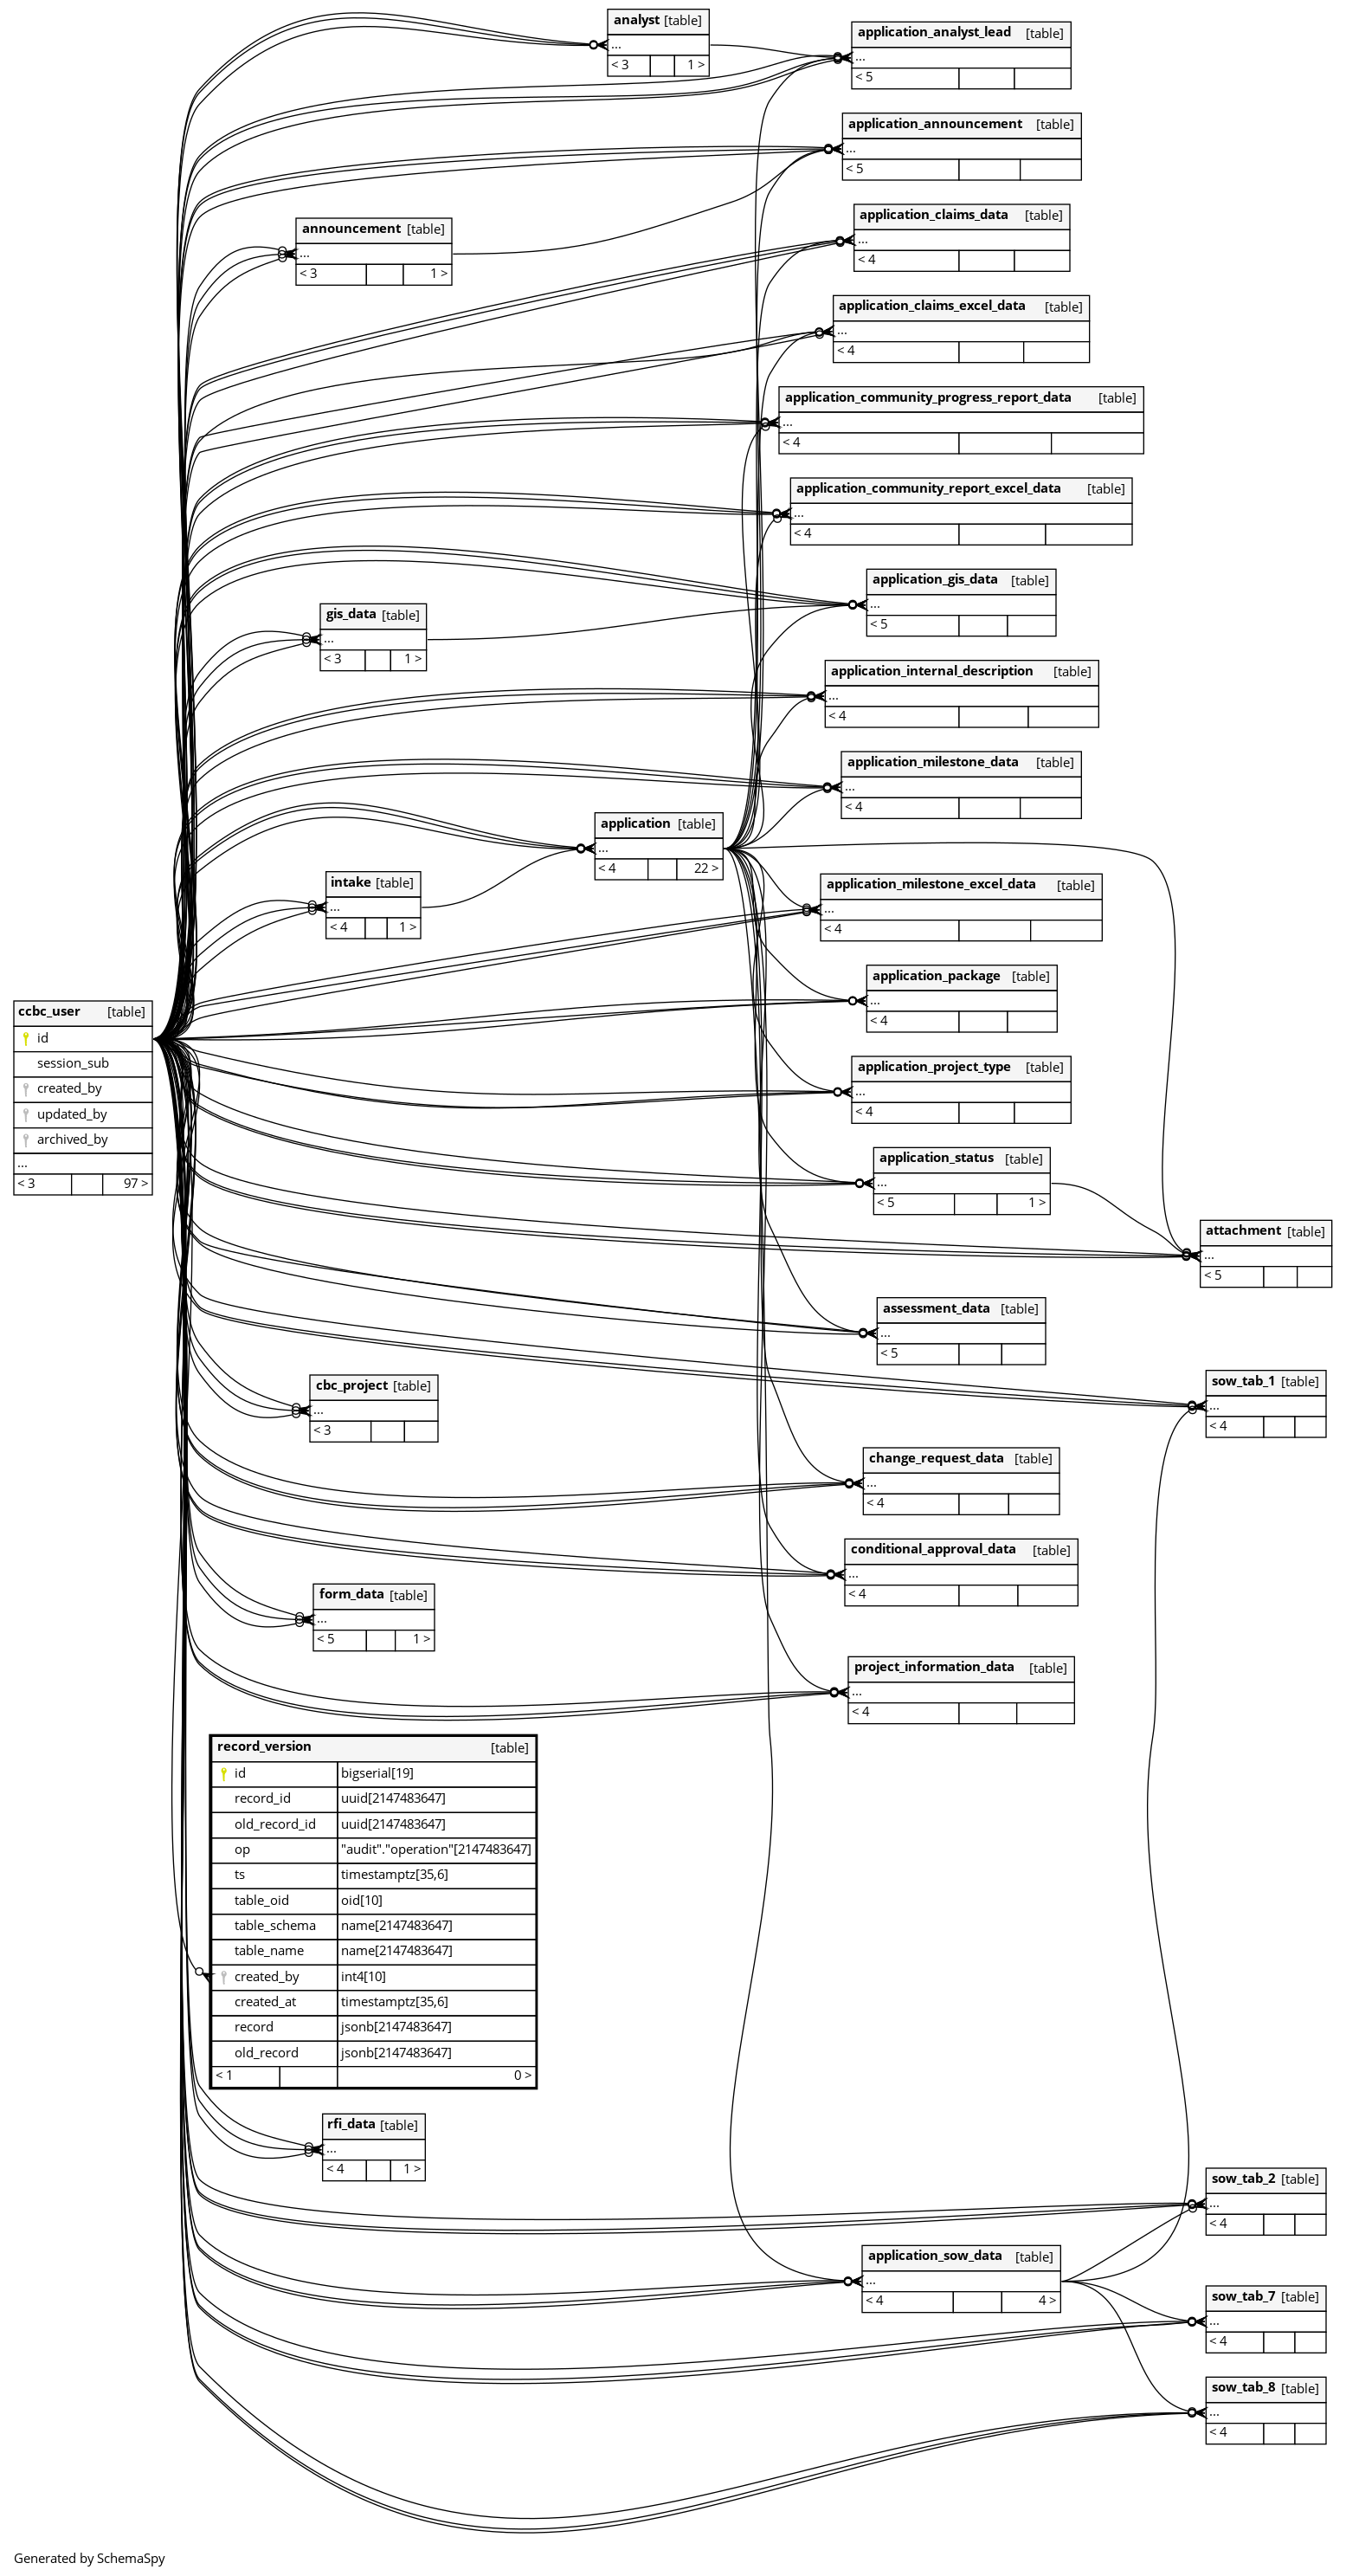 analyst [table]
...
< 3 1 >
application_analyst_lead [table]
...
< 5
application_announcement [table]
...
< 5
application_claims_data [table]
...
< 4
announcement [table]
...
< 3 1 >
application_claims_excel_data [table]
...
< 4
application_community_progress_report_data [table]
...
< 4
application_community_report_excel_data [table]
...
< 4
application_gis_data [table]
...
< 5
gis_data [table]
...
< 3 1 >
application_internal_description [table]
...
< 4
application_milestone_data [table]
...
< 4
application [table]
...
< 4 22 >
intake [table]
...
< 4 1 >
application_milestone_excel_data [table]
...
< 4
application_package [table]
...
< 4
ccbc_user [table]
id
session_sub
created_by
updated_by
archived_by
...
< 3 97 >
application_project_type [table]
...
< 4
application_status [table]
...
< 5 1 >
attachment [table]
...
< 5
assessment_data [table]
...
< 5
cbc_project [table]
...
< 3
sow_tab_1 [table]
...
< 4
change_request_data [table]
...
< 4
conditional_approval_data [table]
...
< 4
form_data [table]
...
< 5 1 >
project_information_data [table]
...
< 4
record_version [table]
id bigserial[19]
record_id uuid[2147483647]
old_record_id uuid[2147483647]
op "audit"."operation"[2147483647]
ts timestamptz[35,6]
table_oid oid[10]
table_schema name[2147483647]
table_name name[2147483647]
created_by int4[10]
created_at timestamptz[35,6]
record jsonb[2147483647]
old_record jsonb[2147483647]
< 1 0 >
rfi_data [table]
...
< 4 1 >
sow_tab_2 [table]
...
< 4
application_sow_data [table]
...
< 4 4 >
sow_tab_7 [table]
...
< 4
sow_tab_8 [table]
...
< 4
Generated by SchemaSpy